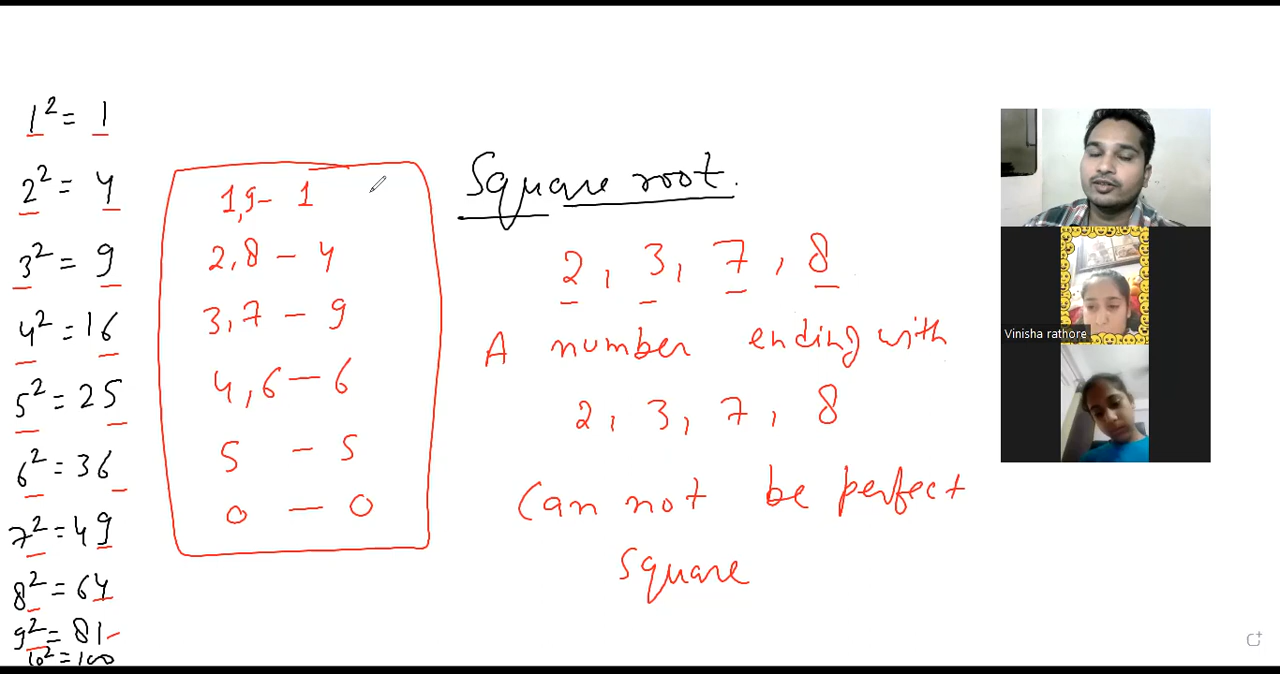 1² = 1
2² = 4
3² = 9
4² = 16
5² = 25
6² = 36
7² = 49
8² = 64
9² = 81
10² = 100
1,9 - 1
2,8 - 4
3,7 - 9
4,6 - 6
5 - 5
0 - 0
Square root.
2, 3, 7, 8
A number ending with
2, 3, 7, 8
Can not be perfect
square
Vinisha rathore